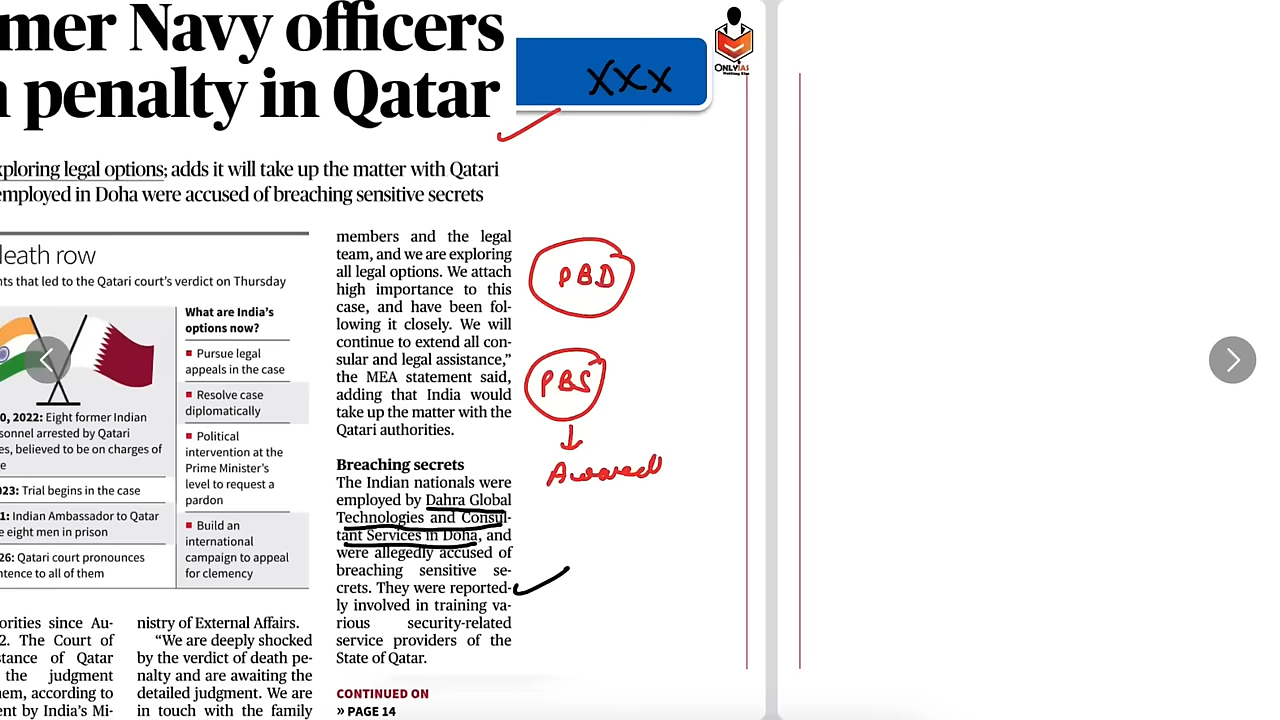 mer Navy officers
penalty in Qatar
xxx
ONLYIAS
Nothing Else
xploring legal options; adds it will take up the matter with Qatari
employed in Doha were accused of breaching sensitive secrets
death row
nts that led to the Qatari court's verdict on Thursday
0, 2022: Eight former Indian
sonnel arrested by Qatari
es, believed to be on charges of
e
023: Trial begins in the case
1: Indian Ambassador to Qatar
e eight men in prison
26: Qatari court pronounces
ntence to all of them
What are India's
options now?
Pursue legal
appeals in the case
Resolve case
diplomatically
Political
intervention at the
Prime Minister's
level to request a
pardon
Build an
international
campaign to appeal
for clemency
orities since Au-
2. The Court of
stance of Qatar
the judgment
hem, according to
ent by India's Mi-
nistry of External Affairs.
"We are deeply shocked
by the verdict of death pe-
nalty and are awaiting the
detailed judgment. We are
in touch with the family
members and the legal
team, and we are exploring
all legal options. We attach
high importance to this
case, and have been fol-
lowing it closely. We will
continue to extend all con-
sular and legal assistance,"
the MEA statement said,
adding that India would
take up the matter with the
Qatari authorities.
Breaching secrets
The Indian nationals were
employed by Dahra Global
Technologies and Consul-
tant Services in Doha, and
were allegedly accused of
breaching sensitive se-
crets. They were reported-
ly involved in training va-
rious security-related
service providers of the
State of Qatar.
CONTINUED ON
» PAGE 14
PBD
PBS